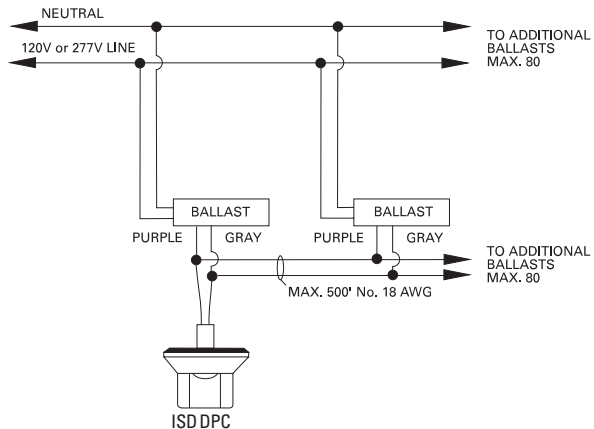 NEUTRAL
120V or 277V LINE
TO ADDITIONAL
BALLASTS
MAX. 80
BALLAST
BALLAST
PURPLE
GRAY
PURPLE
GRAY
TO ADDITIONAL
BALLASTS
MAX. 80
MAX. 500' No. 18 AWG
ISD DPC